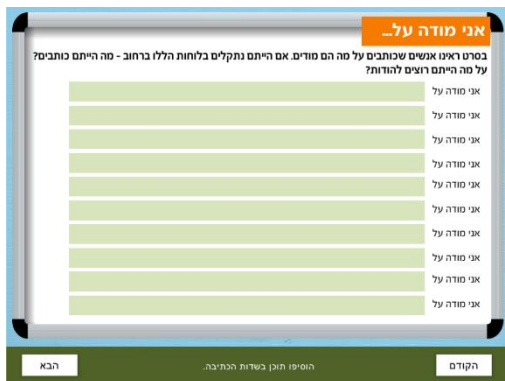 אני מודה על...
בסרט ראינו אנשים שכותבים על מה הם מודים. אם הייתם נתקלים בלוחות הללו ברחוב - מה הייתם כותבים?
על מה הייתם רוצים להודות?
אני מודה על
אני מודה על
אני מודה על
אני מודה על
אני מודה על
אני מודה על
אני מודה על
אני מודה על
אני מודה על
אני מודה על
הקודם
הוסיפו תוכן בשדות הכתיבה.
הבא